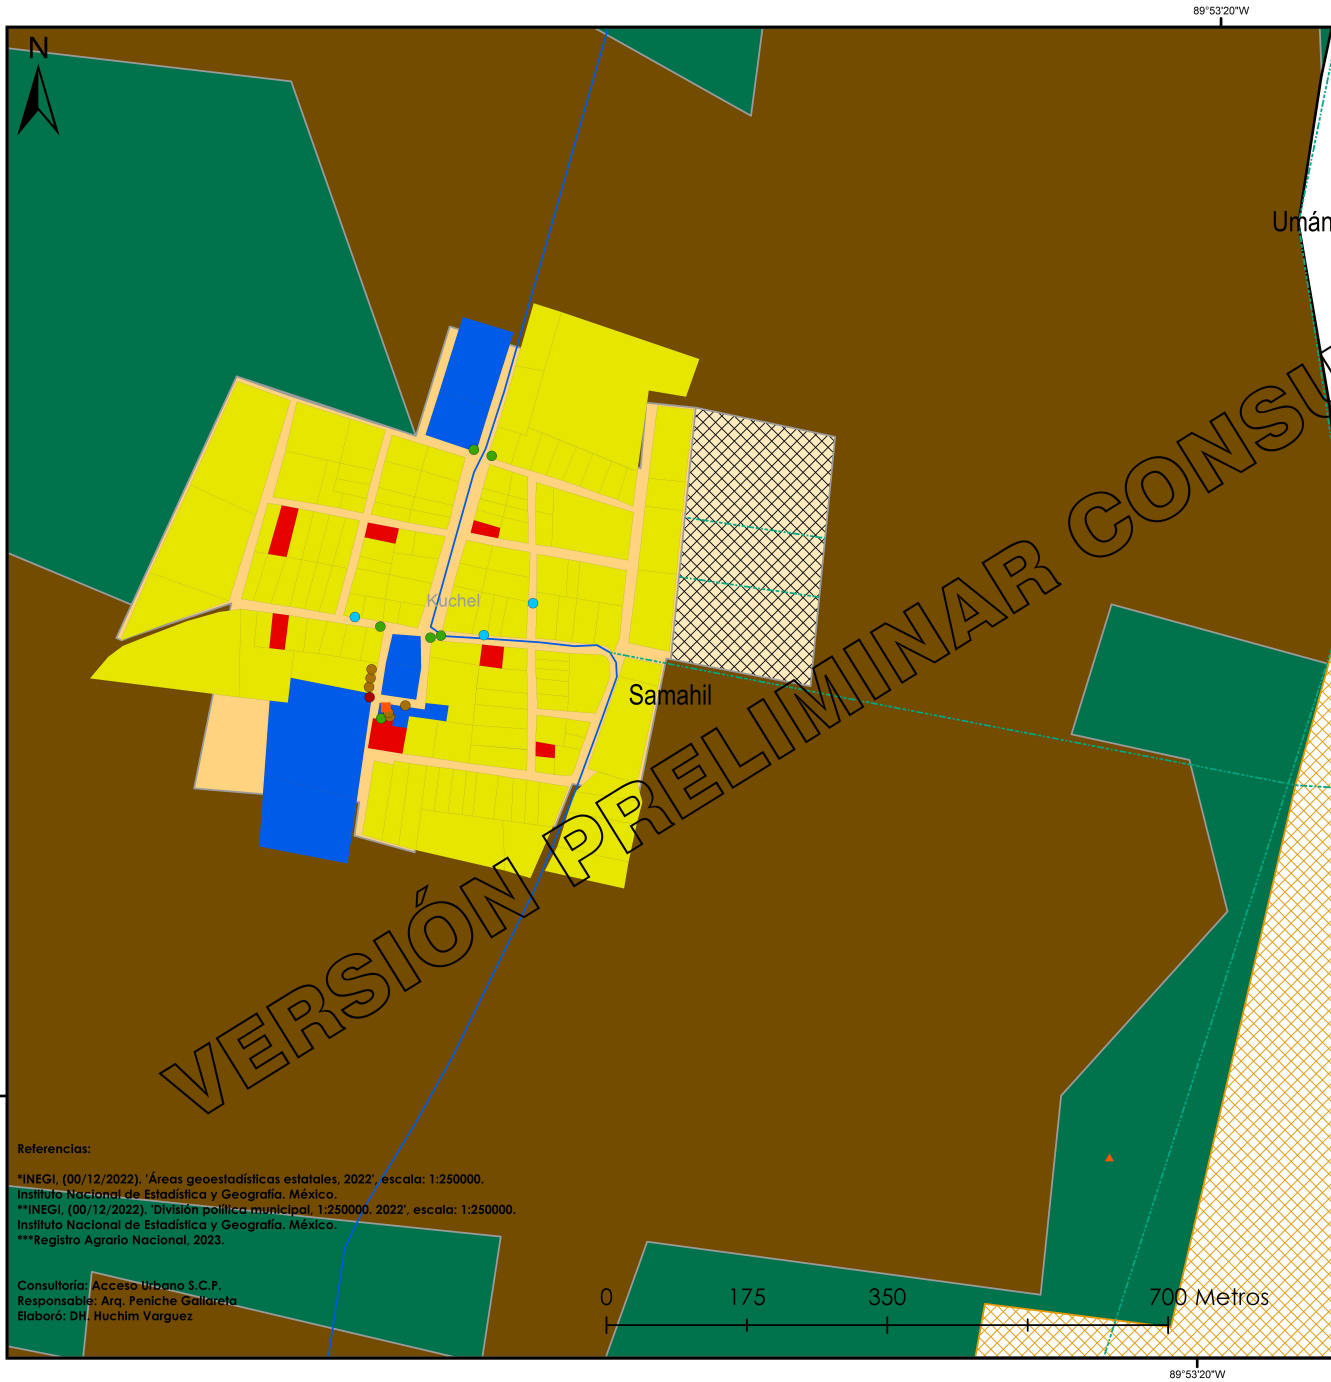 89°53'20"W
N
Umán
Kuchel
Samahil
VERSIÓN PRELIMINAR CONSU
Referencias:
*INEGI, (00/12/2022). 'Áreas geoestadísticas estatales, 2022', escala: 1:250000.
Instituto Nacional de Estadística y Geografía. México.
**INEGI, (00/12/2022). 'División política municipal, 1:250000. 2022', escala: 1:250000.
Instituto Nacional de Estadística y Geografía. México.
***Registro Agrario Nacional, 2023.
Consultoría: Acceso Urbano S.C.P.
Responsable: Arq. Peniche Gallareta
Elaboró: DH. Huchim Varguez
0 175 350 700 Metros
89°53'20"W